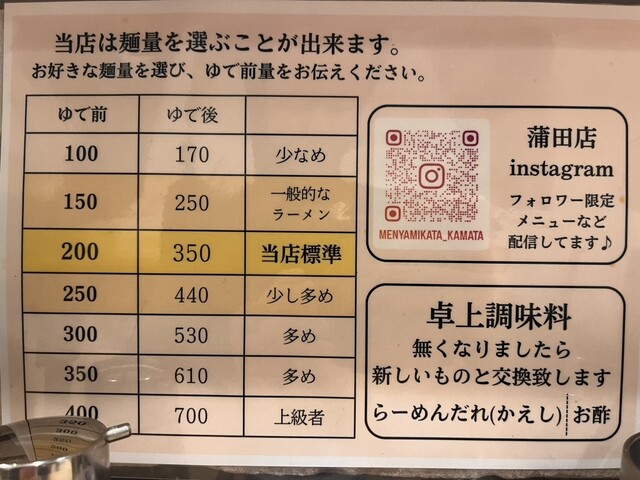 当店は麺量を選ぶことが出来ます。
お好きな麺量を選び、ゆで前量をお伝えください。
ゆで前 ゆで後
100 170 少なめ
150 250 一般的な
ラーメン
200 350 当店標準
250 440 少し多め
300 530 多め
350 610 多め
400 700 上級者
MENYAMIKATA_KAMATA
蒲田店
instagram
フォロワー限定
メニューなど
配信してます♪
卓上調味料
無くなりましたら
新しいものと交換致します
らーめんだれ(かえし) お酢
320
300